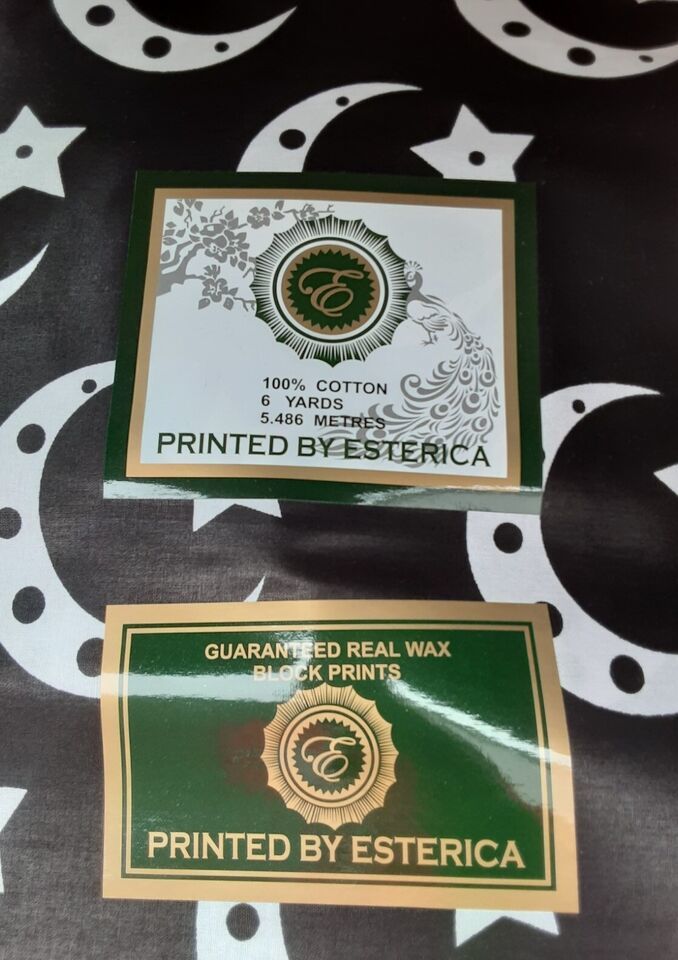 E
100% COTTON
6 YARDS
5.486 METRES
PRINTED BY ESTERICA
GUARANTEED REAL WAX
BLOCK PRINTS
E
PRINTED BY ESTERICA